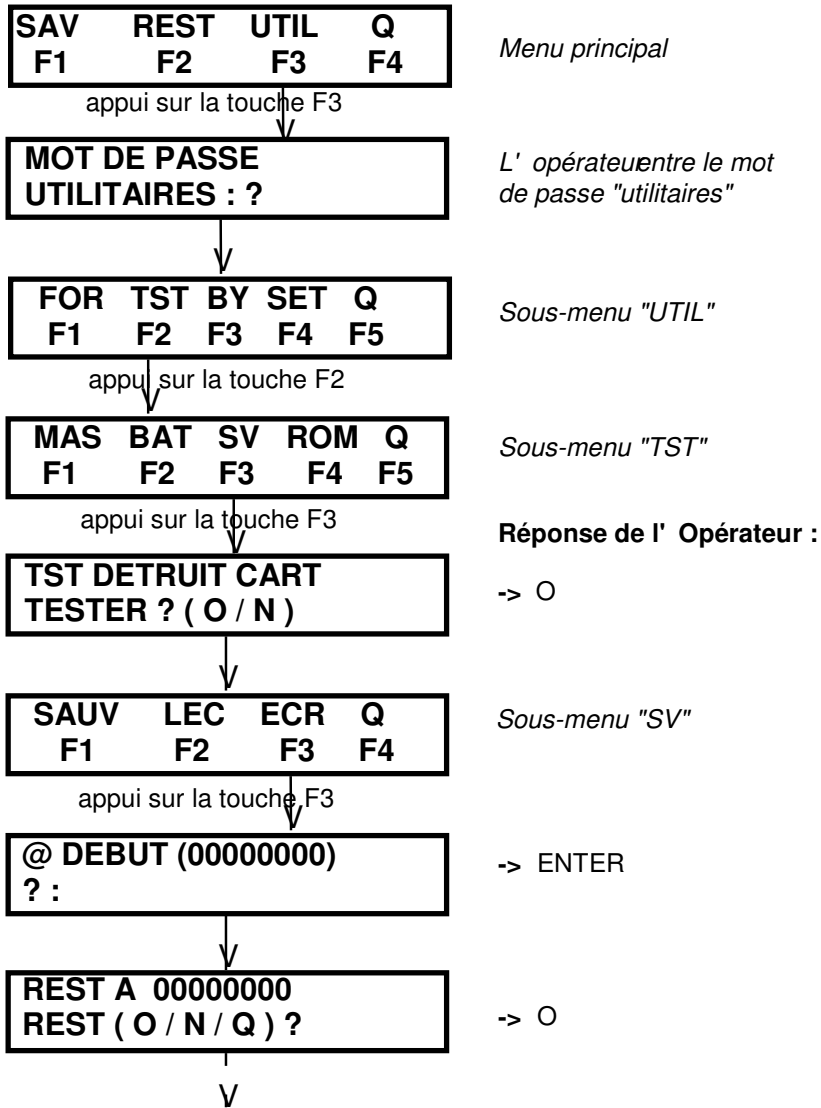 SAV REST UTIL Q
F1 F2 F3 F4
Menu principal
appui sur la touche F3
MOT DE PASSE
UTILITAIRES : ?
L' opérateurentre le mot
de passe "utilitaires"
FOR TST BY SET Q
F1 F2 F3 F4 F5
Sous-menu "UTIL"
appui sur la touche F2
MAS BAT SV ROM Q
F1 F2 F3 F4 F5
Sous-menu "TST"
appui sur la touche F3
Réponse de l' Opérateur :
TST DETRUIT CART
TESTER ? ( O / N )
-> O
SAUV LEC ECR Q
F1 F2 F3 F4
Sous-menu "SV"
appui sur la touche F3
@ DEBUT (00000000)
? :
-> ENTER
REST A 00000000
REST ( O / N / Q ) ?
-> O